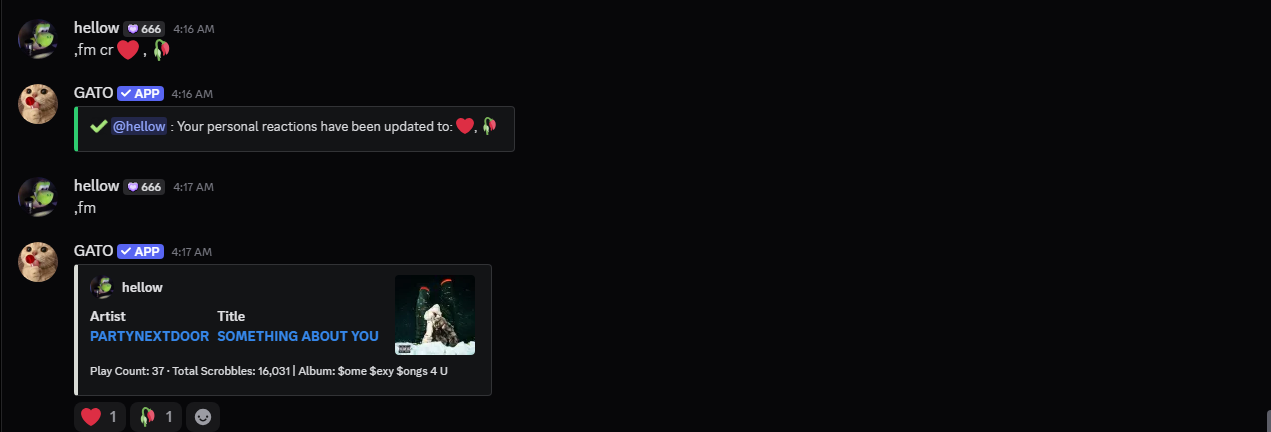 hellow 666 4:16 AM
,fm cr ❤️ , 🥀
GATO ✓ APP 4:16 AM
✓ @hellow : Your personal reactions have been updated to: ❤️, 🥀
hellow 666 4:17 AM
,fm
GATO ✓ APP 4:17 AM
hellow
Artist Title
PARTYNEXTDOOR SOMETHING ABOUT YOU
Play Count: 37 · Total Scrobbles: 16,031 | Album: $ome $exy $ongs 4 U
❤️ 1 🥀 1